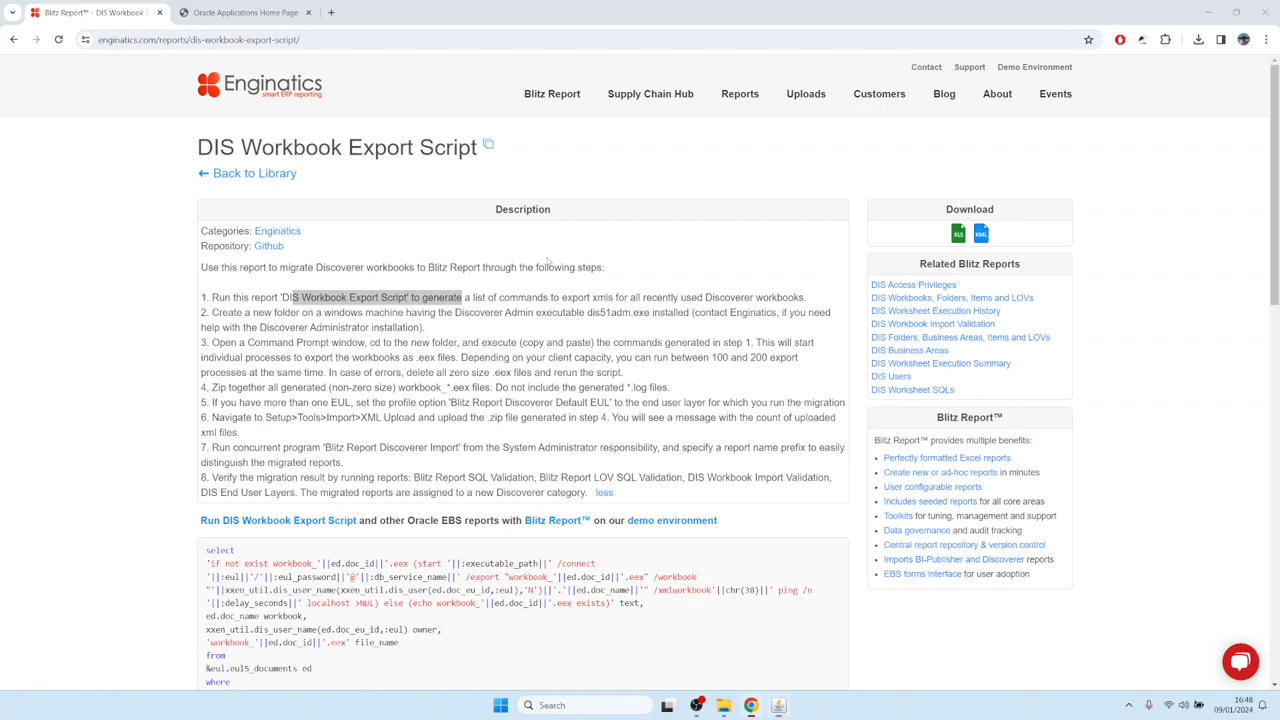 Blitz Report™ - DIS Workbook E
Oracle Applications Home Page
enginatics.com/reports/dis-workbook-export-script/
Contact Support Demo Environment
Enginatics
smart ERP reporting
Blitz Report Supply Chain Hub Reports Uploads Customers Blog About Events
DIS Workbook Export Script
Back to Library
Description
Categories: Enginatics
Repository: Github
Use this report to migrate Discoverer workbooks to Blitz Report through the following steps:
1. Run this report 'DIS Workbook Export Script' to generate a list of commands to export xmls for all recently used Discoverer workbooks.
2. Create a new folder on a windows machine having the Discoverer Admin executable dis51adm.exe installed (contact Enginatics, if you need
help with the Discoverer Administrator installation).
3. Open a Command Prompt window, cd to the new folder, and execute (copy and paste) the commands generated in step 1. This will start
individual processes to export the workbooks as .eex files. Depending on your client capacity, you can run between 100 and 200 export
processes at the same time. In case of errors, delete all zero size .eex files and rerun the script.
4. Zip together all generated (non-zero size) workbook_*.eex files. Do not include the generated *.log files.
5. If you have more than one EUL, set the profile option 'Blitz Report Discoverer Default EUL' to the end user layer for which you run the migration
6. Navigate to Setup>Tools>Import>XML Upload and upload the .zip file generated in step 4. You will see a message with the count of uploaded
xml files.
7. Run concurrent program 'Blitz Report Discoverer Import' from the System Administrator responsibility, and specify a report name prefix to easily
distinguish the migrated reports.
8. Verify the migration result by running reports: Blitz Report SQL Validation, Blitz Report LOV SQL Validation, DIS Workbook Import Validation,
DIS End User Layers. The migrated reports are assigned to a new Discoverer category. less
Run DIS Workbook Export Script and other Oracle EBS reports with Blitz Report™ on our demo environment
select
'if not exist workbook_'||ed.doc_id||'.eex (start '||:executable_path||' /connect
'||:eul||'/'||:eul_password||'@'||:db_service_name||' /export "workbook_'||ed.doc_id||'.eex" /workbook
"'||xxen_util.dis_user_name(xxen_util.dis_user(ed.doc_eu_id,:eul),'N')||'.'||ed.doc_name||'" /xmlworkbook'||chr(38)||' ping /n
'||:delay_seconds||' localhost >NUL) else (echo workbook_'||ed.doc_id||'.eex exists)' text,
ed.doc_name workbook,
xxen_util.dis_user_name(ed.doc_eu_id,:eul) owner,
'workbook_'||ed.doc_id||'.eex' file_name
from
&eul.eul5_documents ed
where
Download
XLS XML
Related Blitz Reports
DIS Access Privileges
DIS Workbooks, Folders, Items and LOVs
DIS Worksheet Execution History
DIS Workbook Import Validation
DIS Folders, Business Areas, Items and LOVs
DIS Business Areas
DIS Worksheet Execution Summary
DIS Users
DIS Worksheet SQLs
Blitz Report™
Blitz Report™ provides multiple benefits:
• Perfectly formatted Excel reports
• Create new or ad-hoc reports in minutes
• User configurable reports
• Includes seeded reports for all core areas
• Toolkits for tuning, management and support
• Data governance and audit tracking
• Central report repository & version control
• Imports BI-Publisher and Discoverer reports
• EBS forms interface for user adoption
Search
16:48
09/01/2024